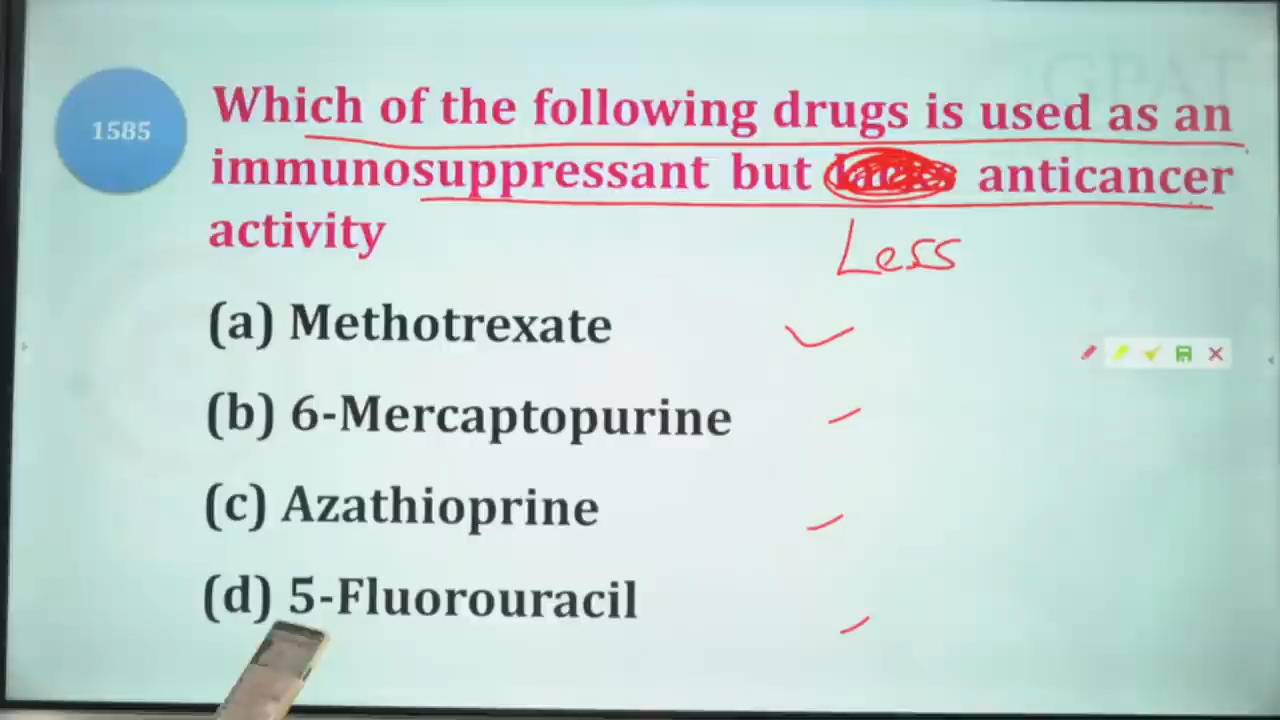 GPAT
1585
Which of the following drugs is used as an
immunosuppressant but anticancer
Less
activity
(a) Methotrexate
(b) 6-Mercaptopurine
(c) Azathioprine
(d) 5-Fluorouracil